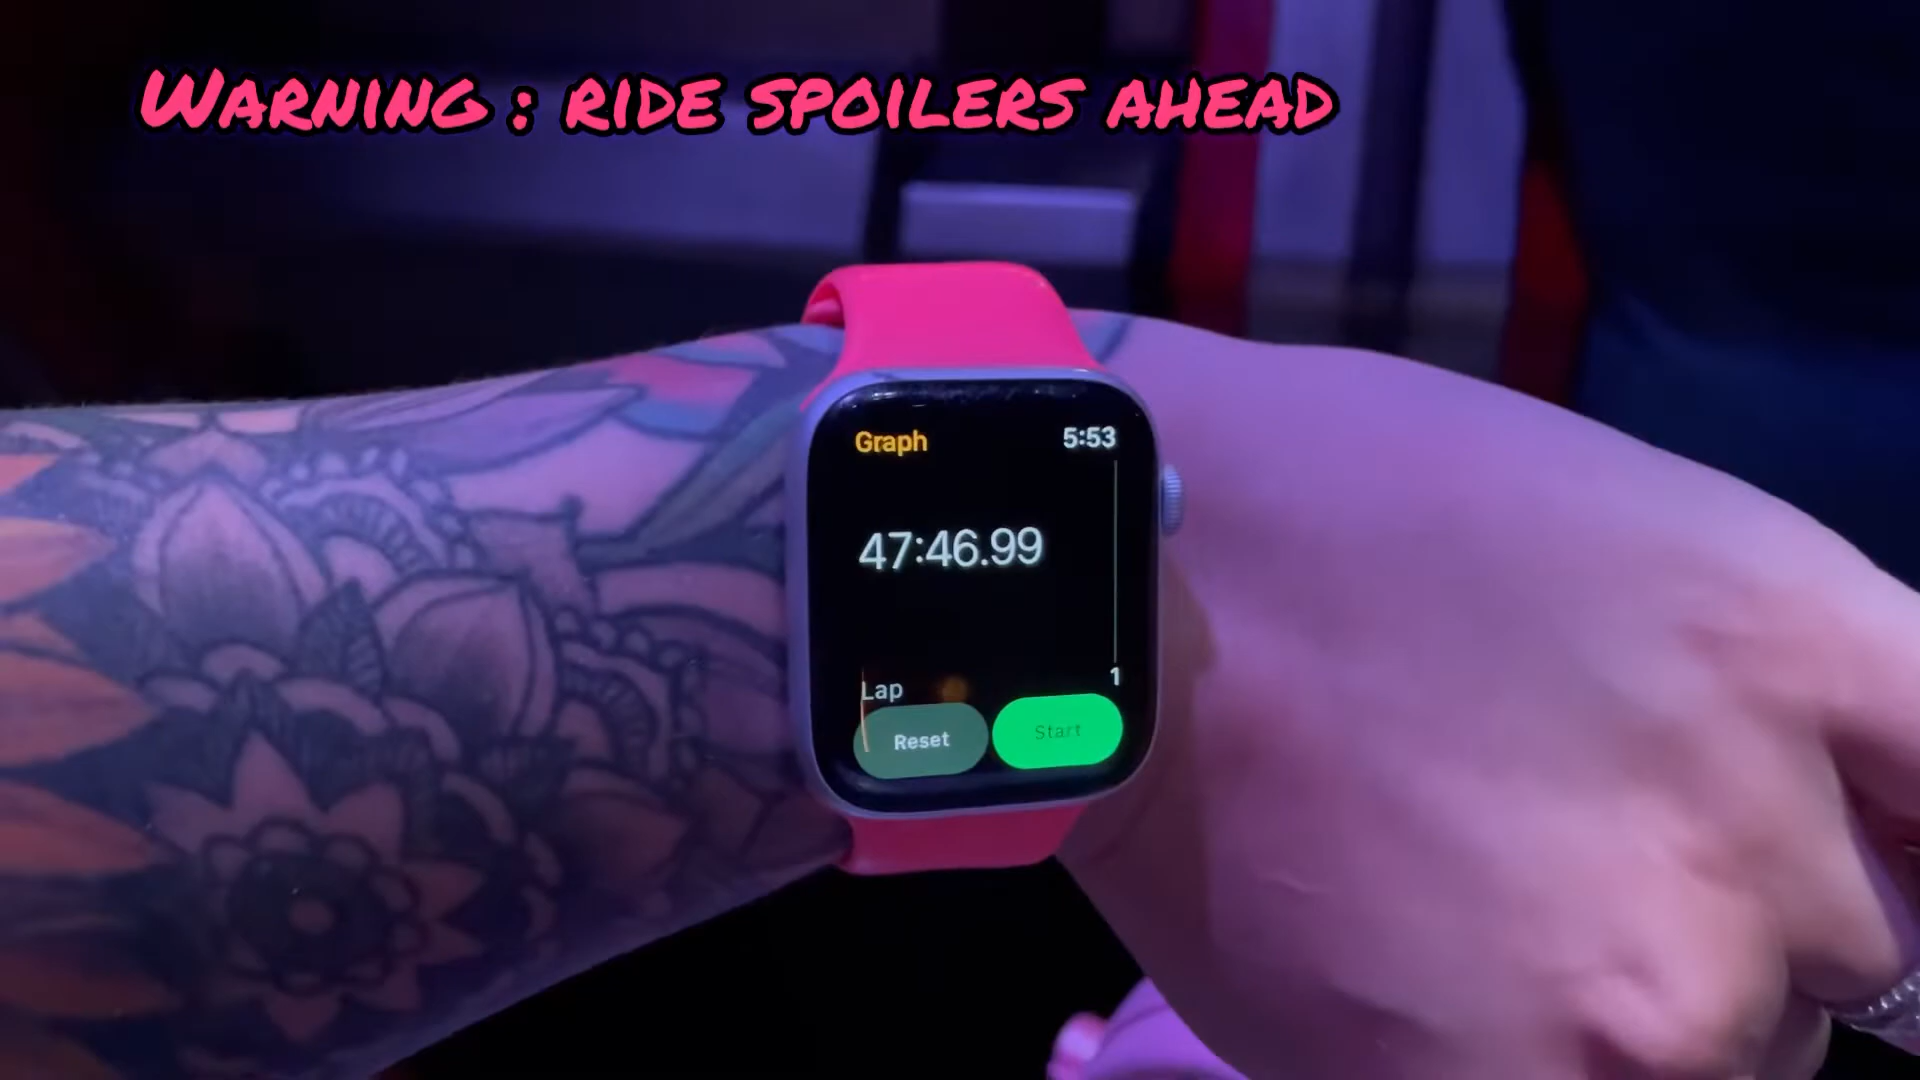 WARNING : RIDE SPOILERS AHEAD
Graph 5:53
47:46.99
1
Lap
Reset Start